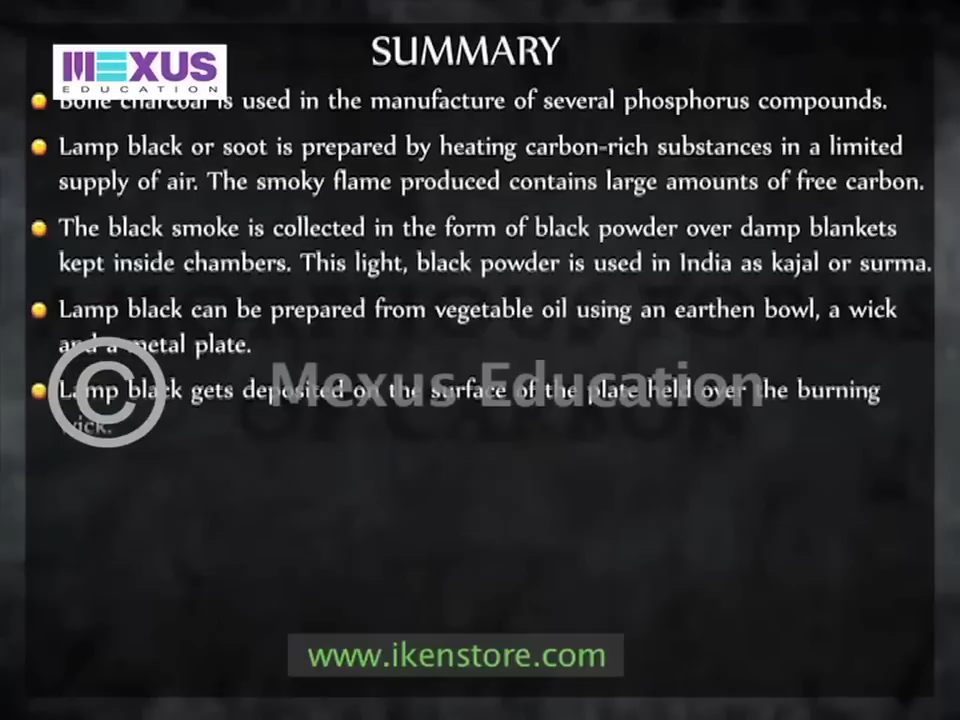 SUMMARY
MEXUS
EDUCATION
Bone charcoal is used in the manufacture of several phosphorus compounds.
Lamp black or soot is prepared by heating carbon-rich substances in a limited
supply of air. The smoky flame produced contains large amounts of free carbon.
The black smoke is collected in the form of black powder over damp blankets
kept inside chambers. This light, black powder is used in India as kajal or surma.
Lamp black can be prepared from vegetable oil using an earthen bowl, a wick
and a metal plate.
Lamp black gets deposited on the surface of the plate held over the burning
wick.
© Mexus Education
OF CARBON
www.ikenstore.com